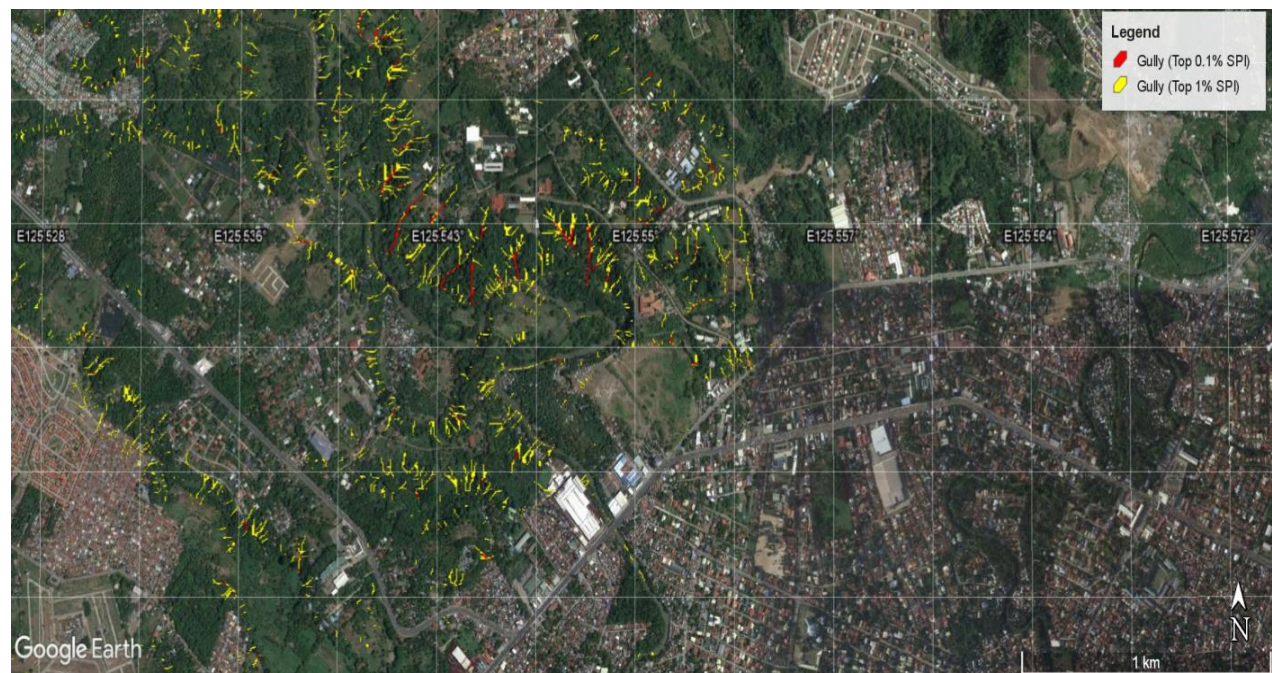 Legend
Gully (Top 0.1% SPI)
Gully (Top 1% SPI)
E125.528°
E125.536°
E125.543°
E125.55°
E125.557°
E125.564°
E125.572°
Google Earth
N
1 km